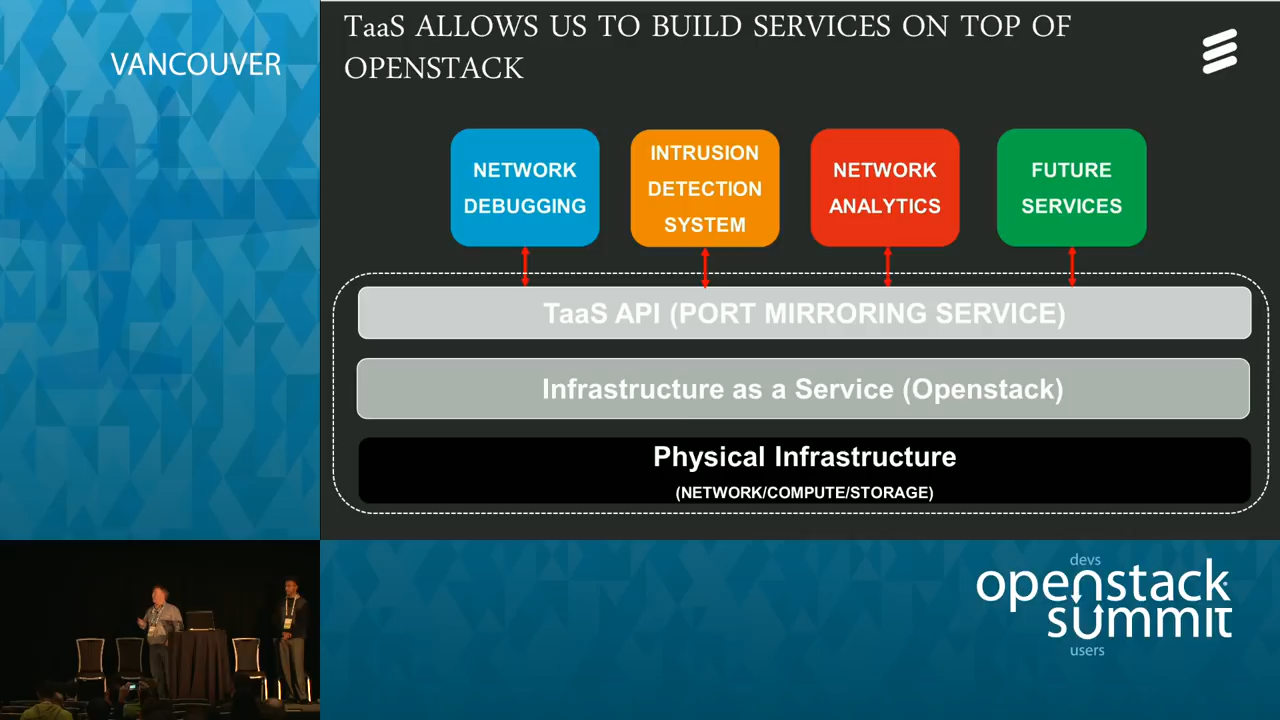 VANCOUVER
TaaS ALLOWS US TO BUILD SERVICES ON TOP OF
OPENSTACK
NETWORK
DEBUGGING
INTRUSION
DETECTION
SYSTEM
NETWORK
ANALYTICS
FUTURE
SERVICES
TaaS API (PORT MIRRORING SERVICE)
Infrastructure as a Service (Openstack)
Physical Infrastructure
(NETWORK/COMPUTE/STORAGE)
devs
openstack
summit
users